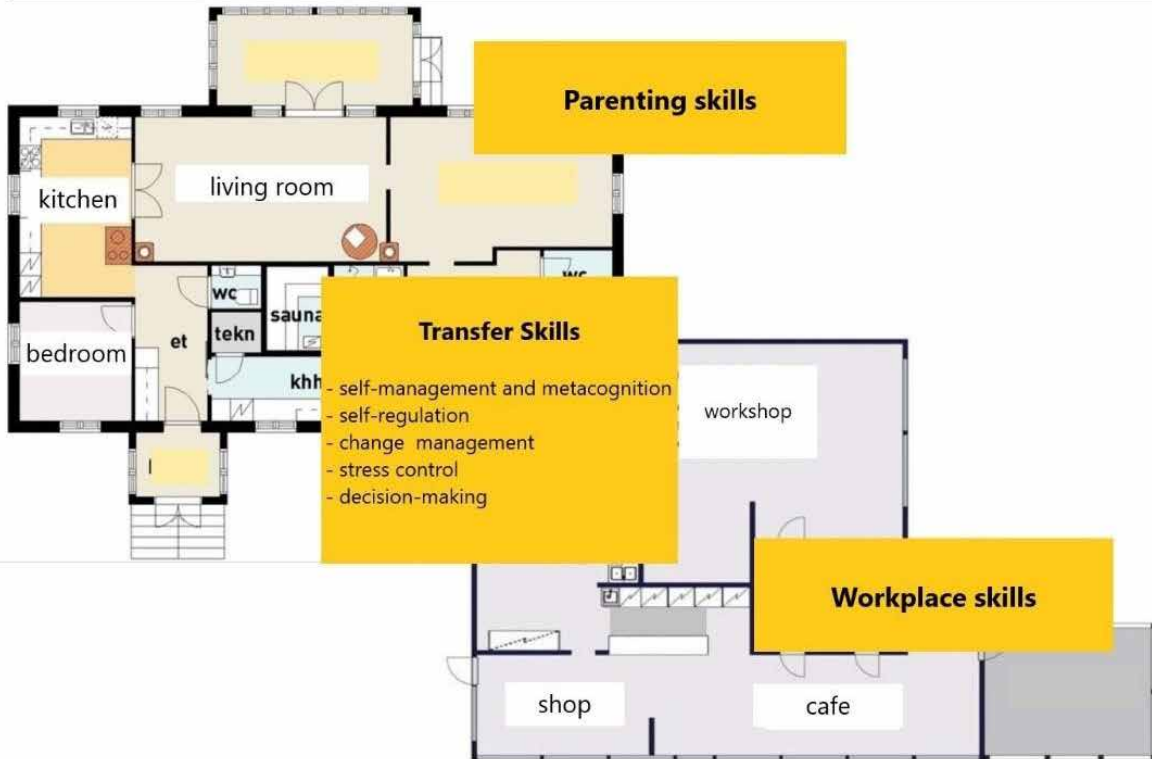 Parenting skills
kitchen
living room
wc
wc
sauna
tekn
et
bedroom
khh
Transfer Skills
- self-management and metacognition
- self-regulation
- change management
- stress control
- decision-making
workshop
Workplace skills
shop
cafe